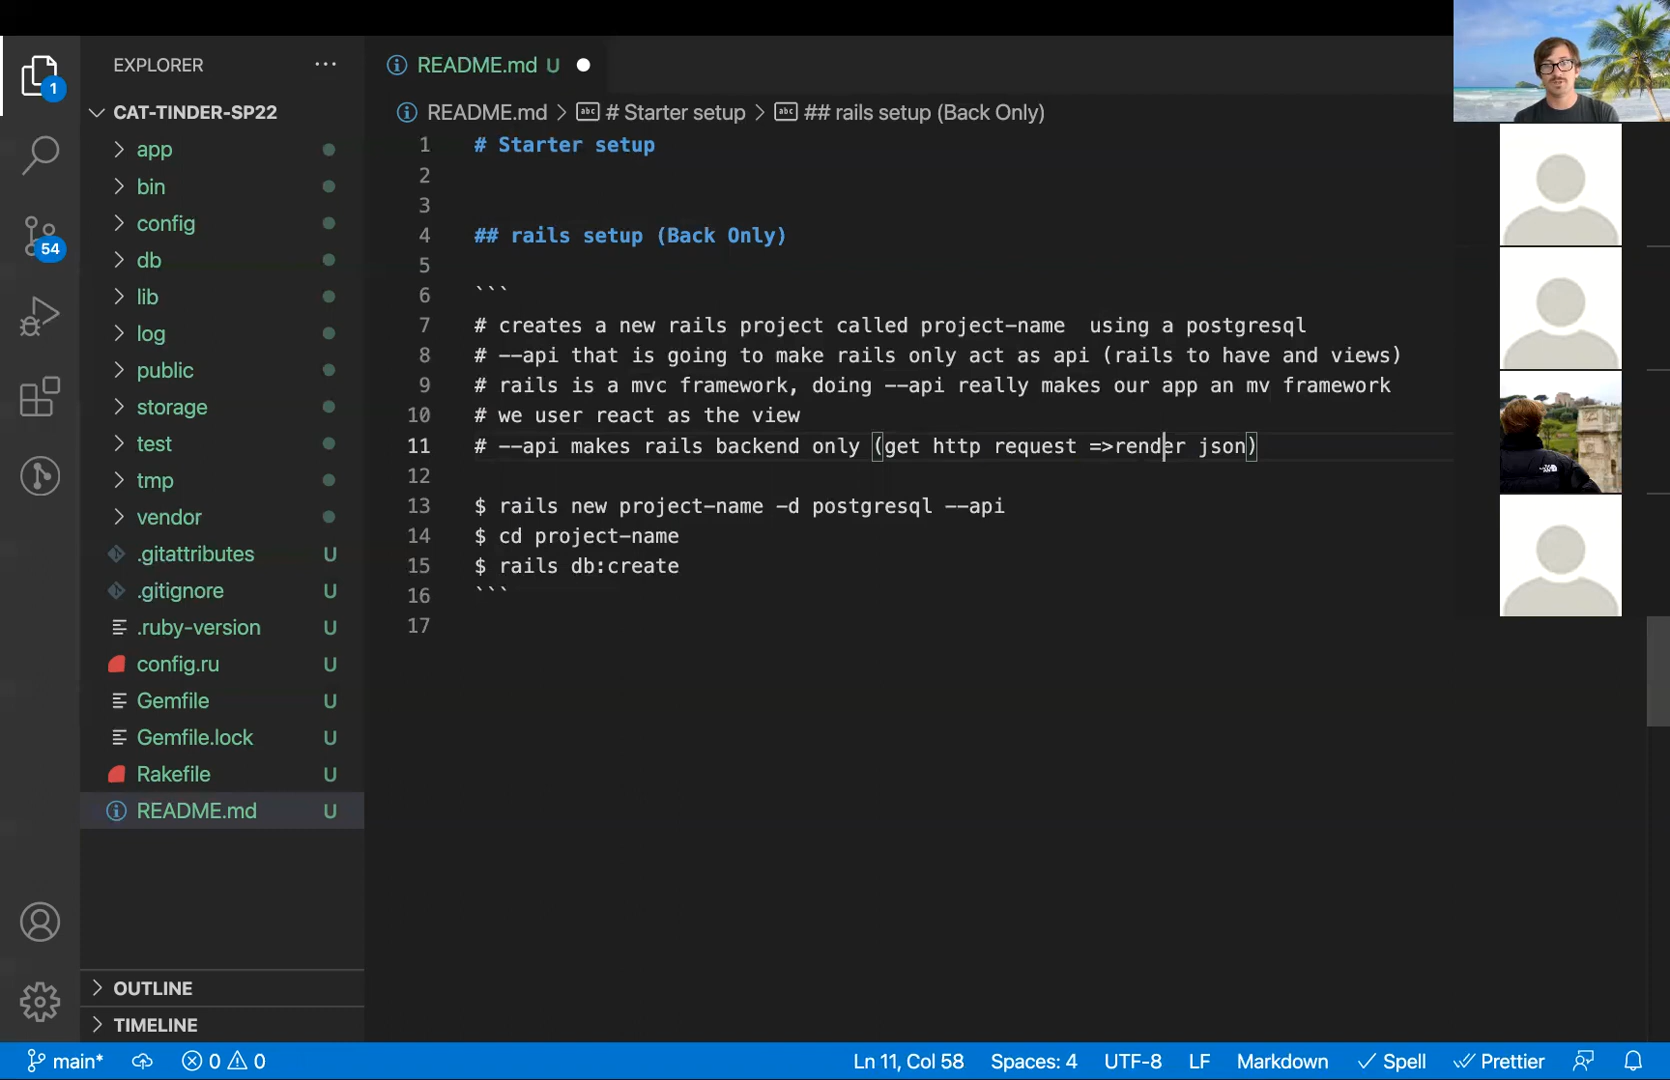 EXPLORER ...
README.md U
1
CAT-TINDER-SP22
README.md > # Starter setup > ## rails setup (Back Only)
app
bin
config
db
lib
log
public
storage
test
tmp
vendor
.gitattributes U
.gitignore U
.ruby-version U
config.ru U
Gemfile U
Gemfile.lock U
Rakefile U
README.md U
54
1 # Starter setup
2
3
4 ## rails setup (Back Only)
5
6 ```
7 # creates a new rails project called project-name  using a postgresql
8 # --api that is going to make rails only act as api (rails to have and views)
9 # rails is a mvc framework, doing --api really makes our app an mv framework
10 # we user react as the view
11 # --api makes rails backend only (get http request =>render json)
12
13 $ rails new project-name -d postgresql --api
14 $ cd project-name
15 $ rails db:create
16 ```
17
OUTLINE
TIMELINE
main* 0 0 Ln 11, Col 58 Spaces: 4 UTF-8 LF Markdown Spell Prettier